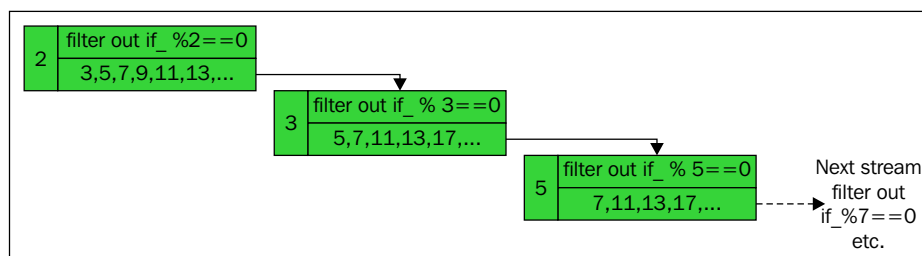 2
filter out if_ %2==0
3,5,7,9,11,13,...
3
filter out if_ % 3==0
5,7,11,13,17,...
5
filter out if_ % 5==0
7,11,13,17,...
Next stream
filter out
if_%7==0
etc.